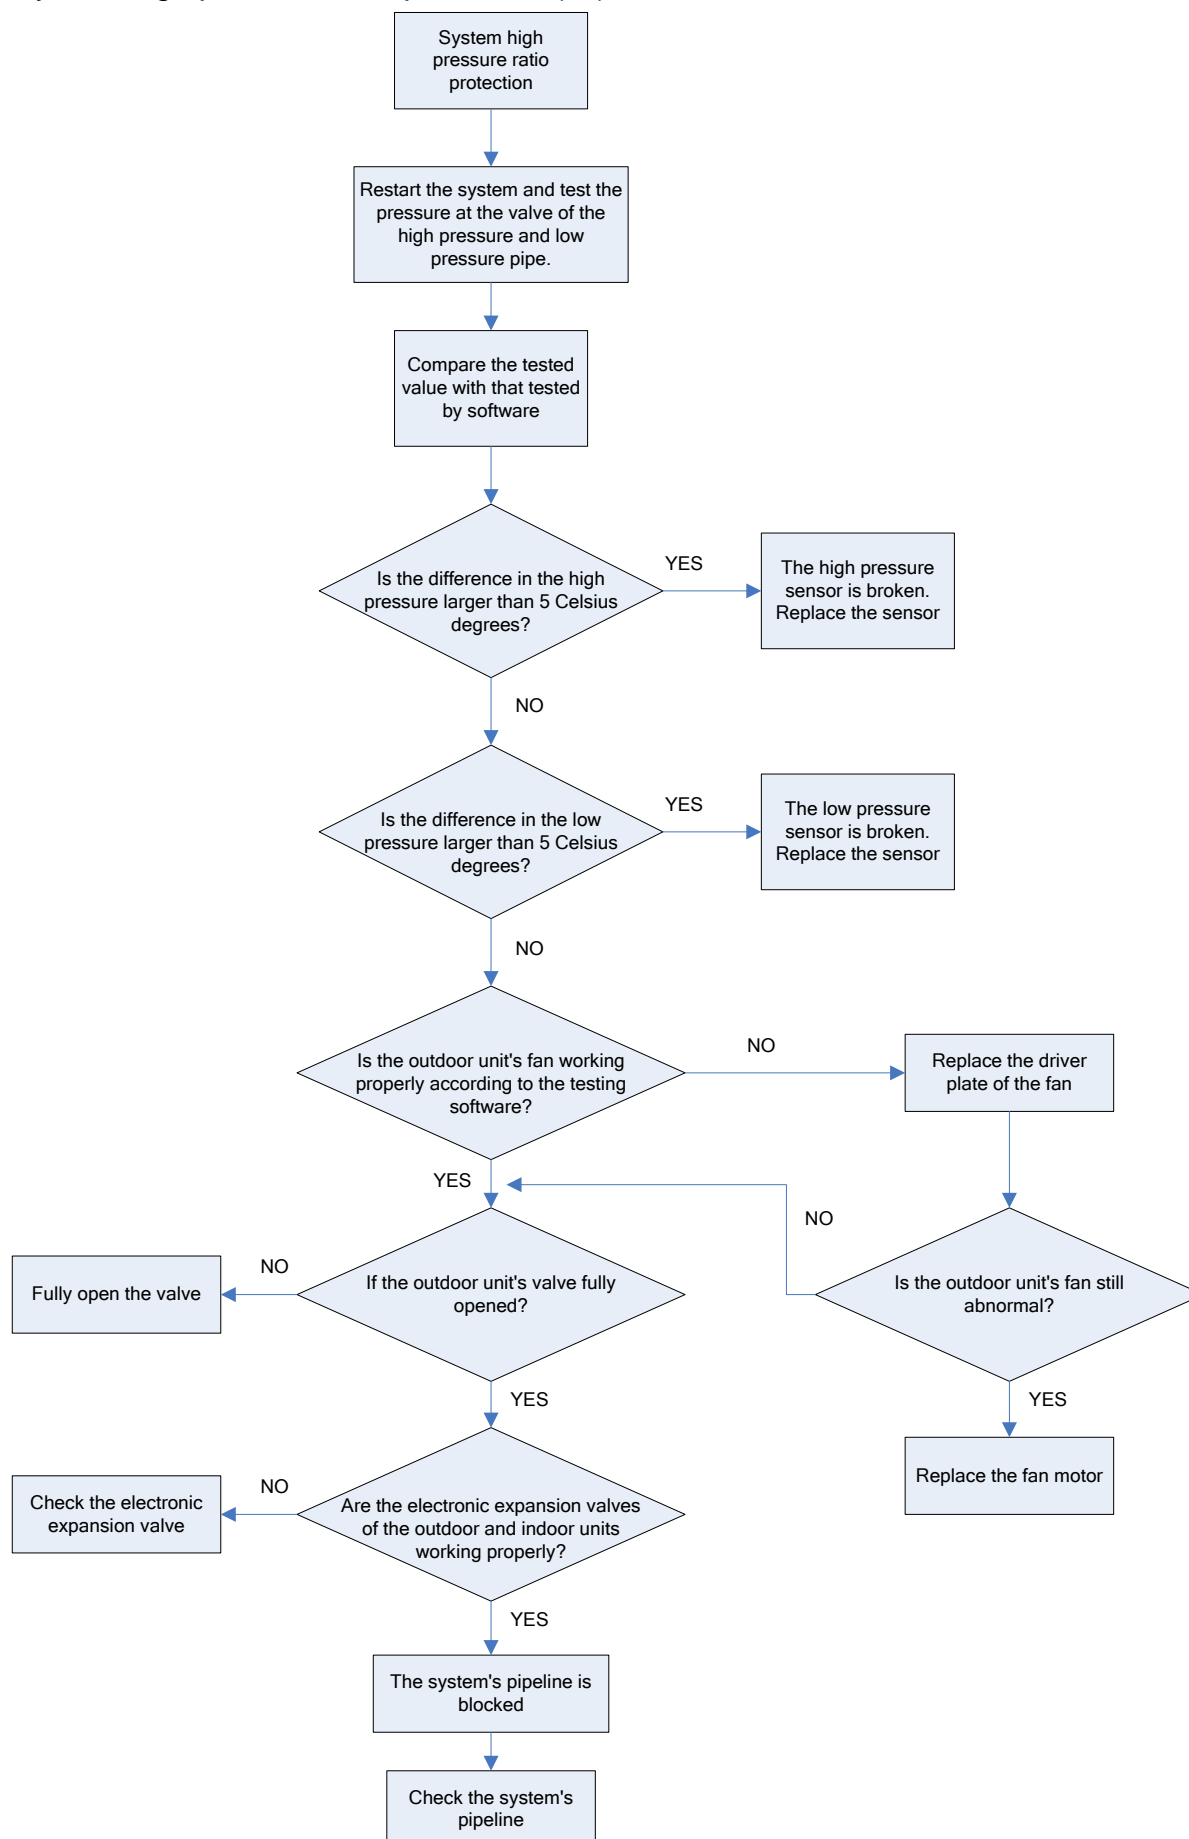 System high
pressure ratio
protection
Restart the system and test the
pressure at the valve of the
high pressure and low
pressure pipe.
Compare the tested
value with that tested
by software
Is the difference in the high
pressure larger than 5 Celsius
degrees?
YES
The high pressure
sensor is broken.
Replace the sensor
NO
Is the difference in the low
pressure larger than 5 Celsius
degrees?
YES
The low pressure
sensor is broken.
Replace the sensor
NO
Is the outdoor unit's fan working
properly according to the testing
software?
NO
Replace the driver
plate of the fan
YES
NO
Is the outdoor unit's fan still
abnormal?
YES
Replace the fan motor
If the outdoor unit's valve fully
opened?
NO
Fully open the valve
YES
Are the electronic expansion valves
of the outdoor and indoor units
working properly?
NO
Check the electronic
expansion valve
YES
The system's pipeline is
blocked
Check the system's
pipeline